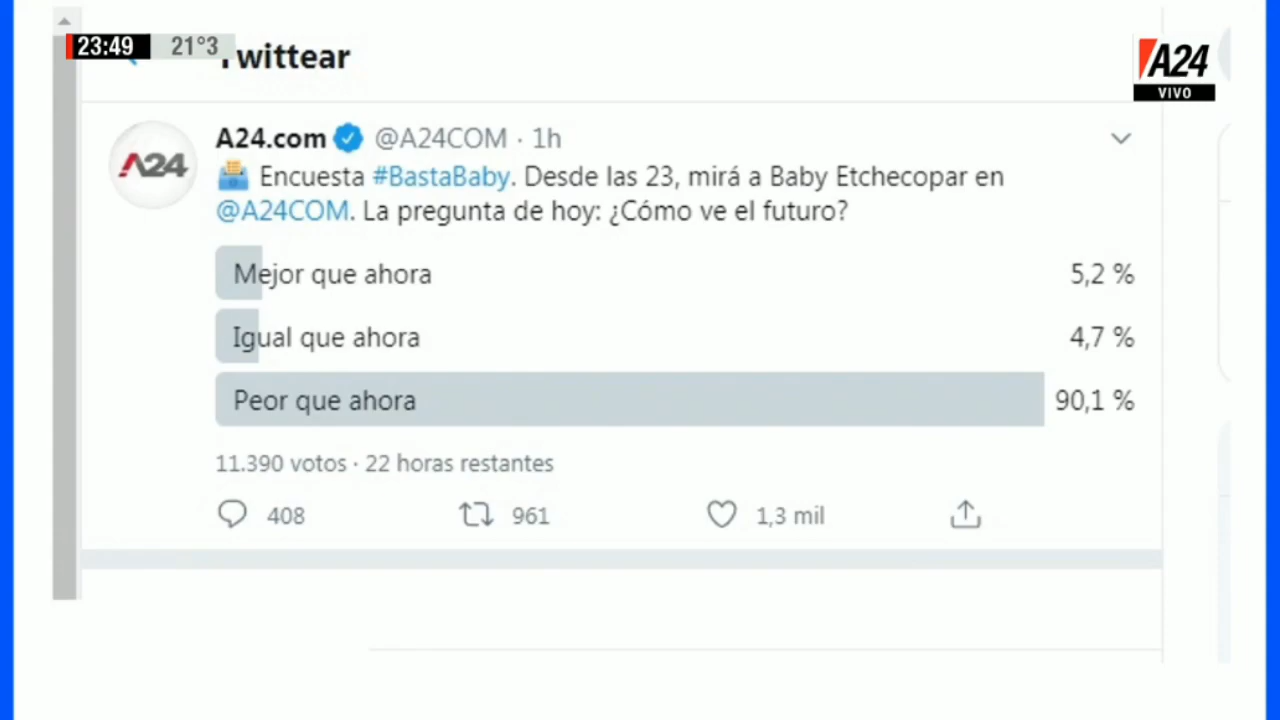 23:49 21°3
Twittear
A24
VIVO
A24.com @A24COM · 1h
A24
Encuesta #BastaBaby. Desde las 23, mirá a Baby Etchecopar en
@A24COM. La pregunta de hoy: ¿Cómo ve el futuro?
Mejor que ahora 5,2 %
Igual que ahora 4,7 %
Peor que ahora 90,1 %
11.390 votos · 22 horas restantes
408 961 1,3 mil